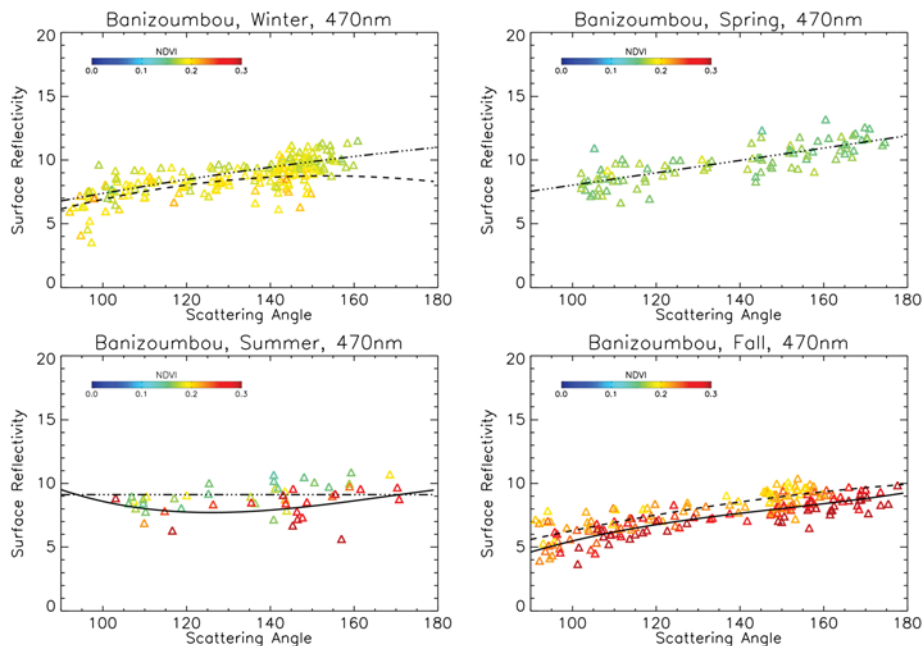 Banizoumbou, Winter, 470nm
20
15
10
5
0
Surface Reflectivity
NDVI
0.0 0.1 0.2 0.3
100 120 140 160 180
Scattering Angle
Banizoumbou, Spring, 470nm
20
15
10
5
0
Surface Reflectivity
NDVI
0.0 0.1 0.2 0.3
100 120 140 160 180
Scattering Angle
Banizoumbou, Summer, 470nm
20
15
10
5
0
Surface Reflectivity
NDVI
0.0 0.1 0.2 0.3
100 120 140 160 180
Scattering Angle
Banizoumbou, Fall, 470nm
20
15
10
5
0
Surface Reflectivity
NDVI
0.0 0.1 0.2 0.3
100 120 140 160 180
Scattering Angle